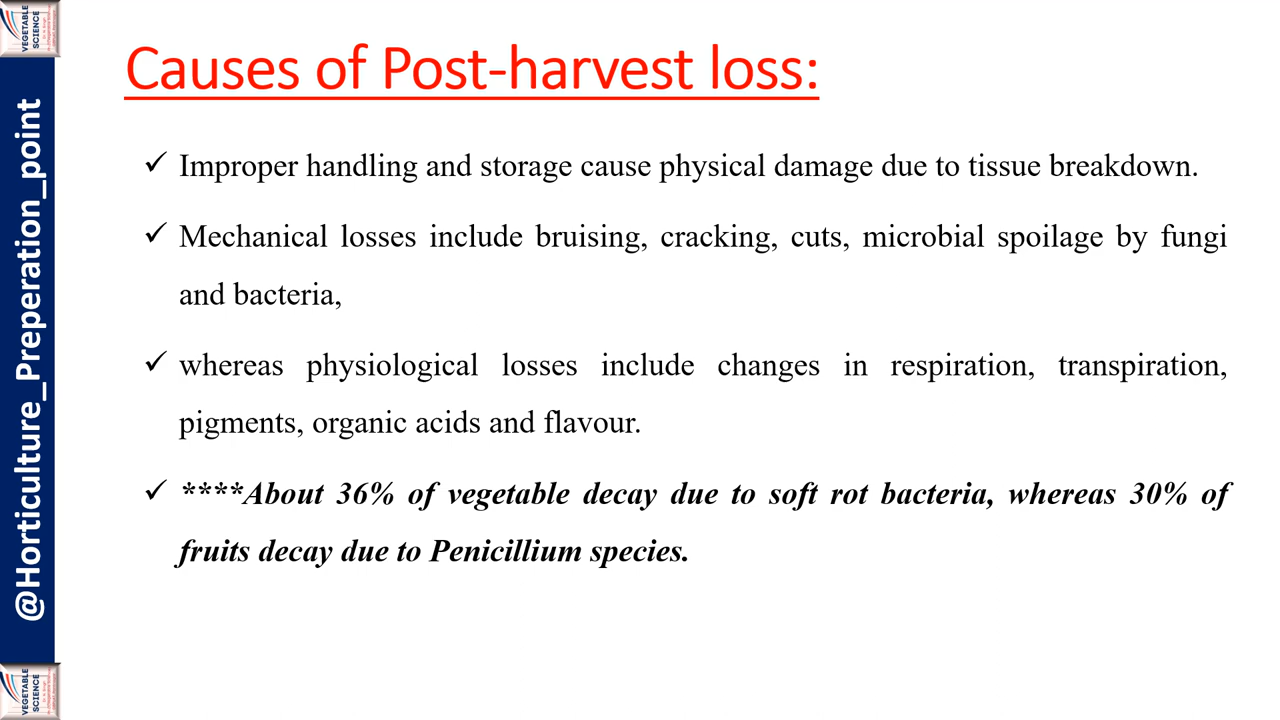 Causes of Post-harvest loss:
✓ Improper handling and storage cause physical damage due to tissue breakdown.
✓ Mechanical losses include bruising, cracking, cuts, microbial spoilage by fungi
and bacteria,
✓ whereas physiological losses include changes in respiration, transpiration,
pigments, organic acids and flavour.
✓ ****About 36% of vegetable decay due to soft rot bacteria, whereas 30% of
fruits decay due to Penicillium species.
@Horticulture_Preperation_point
VEGETABLE
SCIENCE
VEGETABLE
SCIENCE